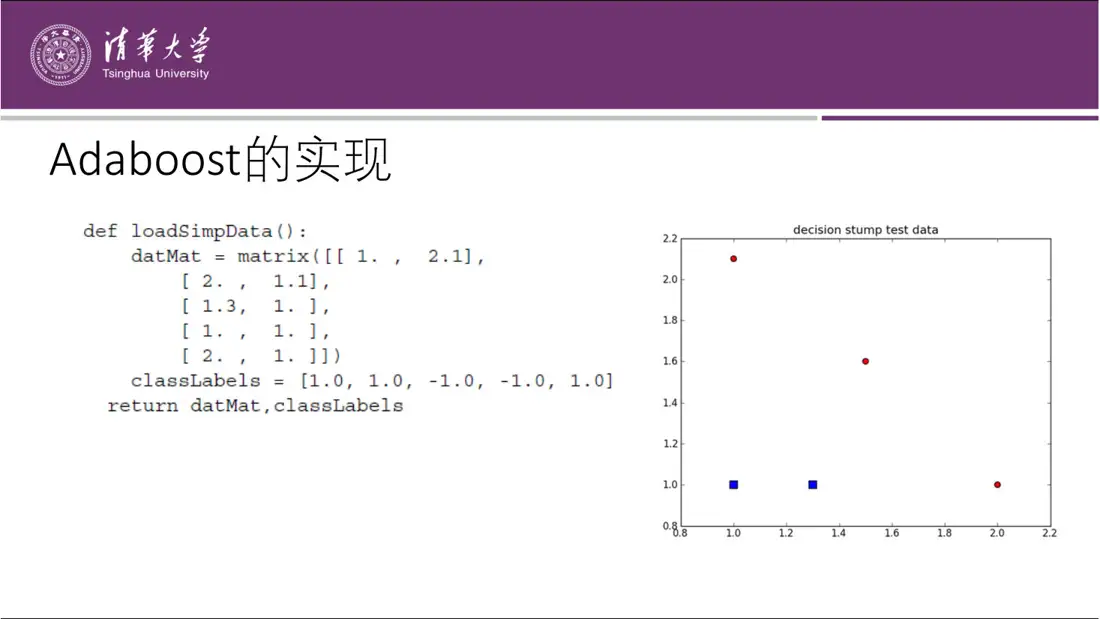 清华大学
Tsinghua University
Adaboost的实现
def loadSimpData():
datMat = matrix([[ 1. , 2.1],
[ 2. , 1.1],
[ 1.3, 1. ],
[ 1. , 1. ],
[ 2. , 1. ]])
classLabels = [1.0, 1.0, -1.0, -1.0, 1.0]
return datMat,classLabels
decision stump test data
2.2
2.0
1.8
1.6
1.4
1.2
1.0
0.8
0.8 1.0 1.2 1.4 1.6 1.8 2.0 2.2